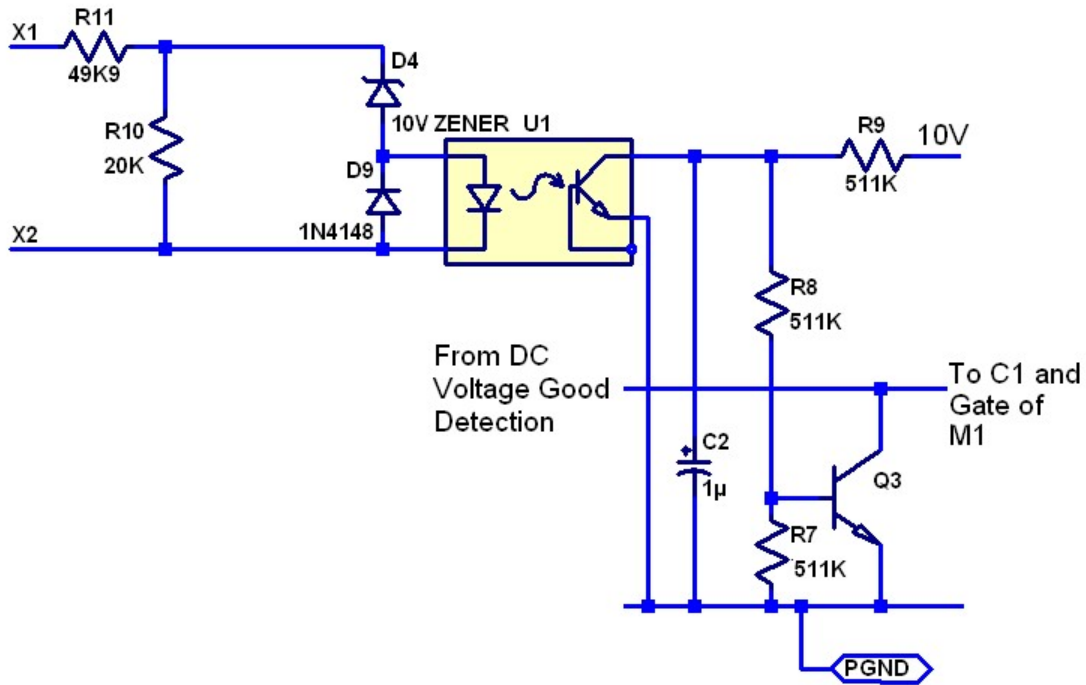 X1
R11
49K9
R10
20K
X2
D4
10V ZENER
U1
D9
1N4148
R9
511K
10V
R8
511K
From DC
Voltage Good
Detection
To C1 and
Gate of
M1
+
C2
1µ
Q3
R7
511K
PGND